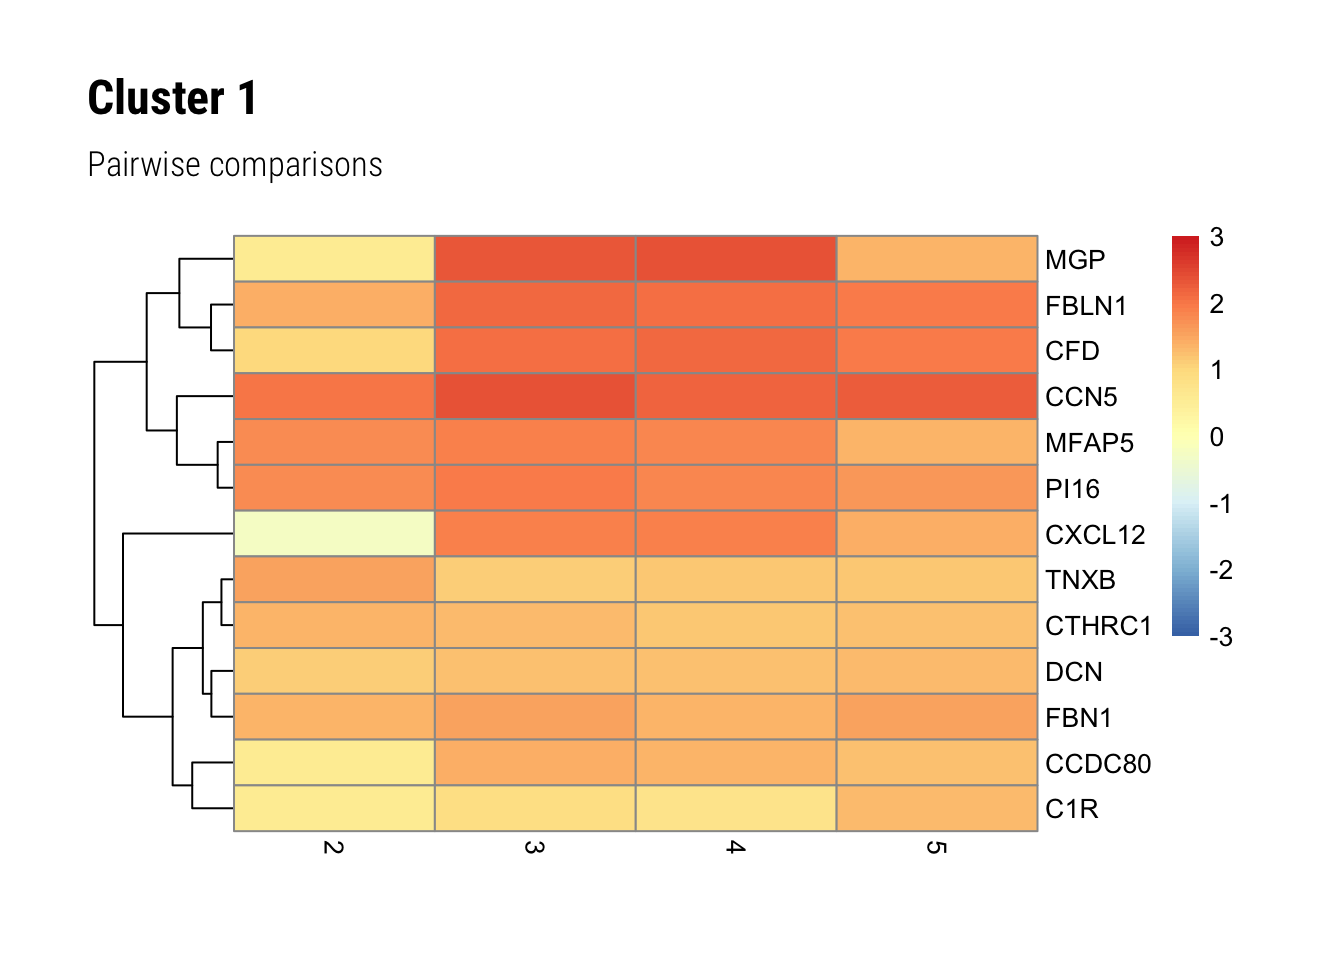 Cluster 1
Pairwise comparisons
MGP
FBLN1
CFD
CCN5
MFAP5
PI16
CXCL12
TNXB
CTHRC1
DCN
FBN1
CCDC80
C1R
3
2
1
0
-1
-2
-3
2 3 4 5